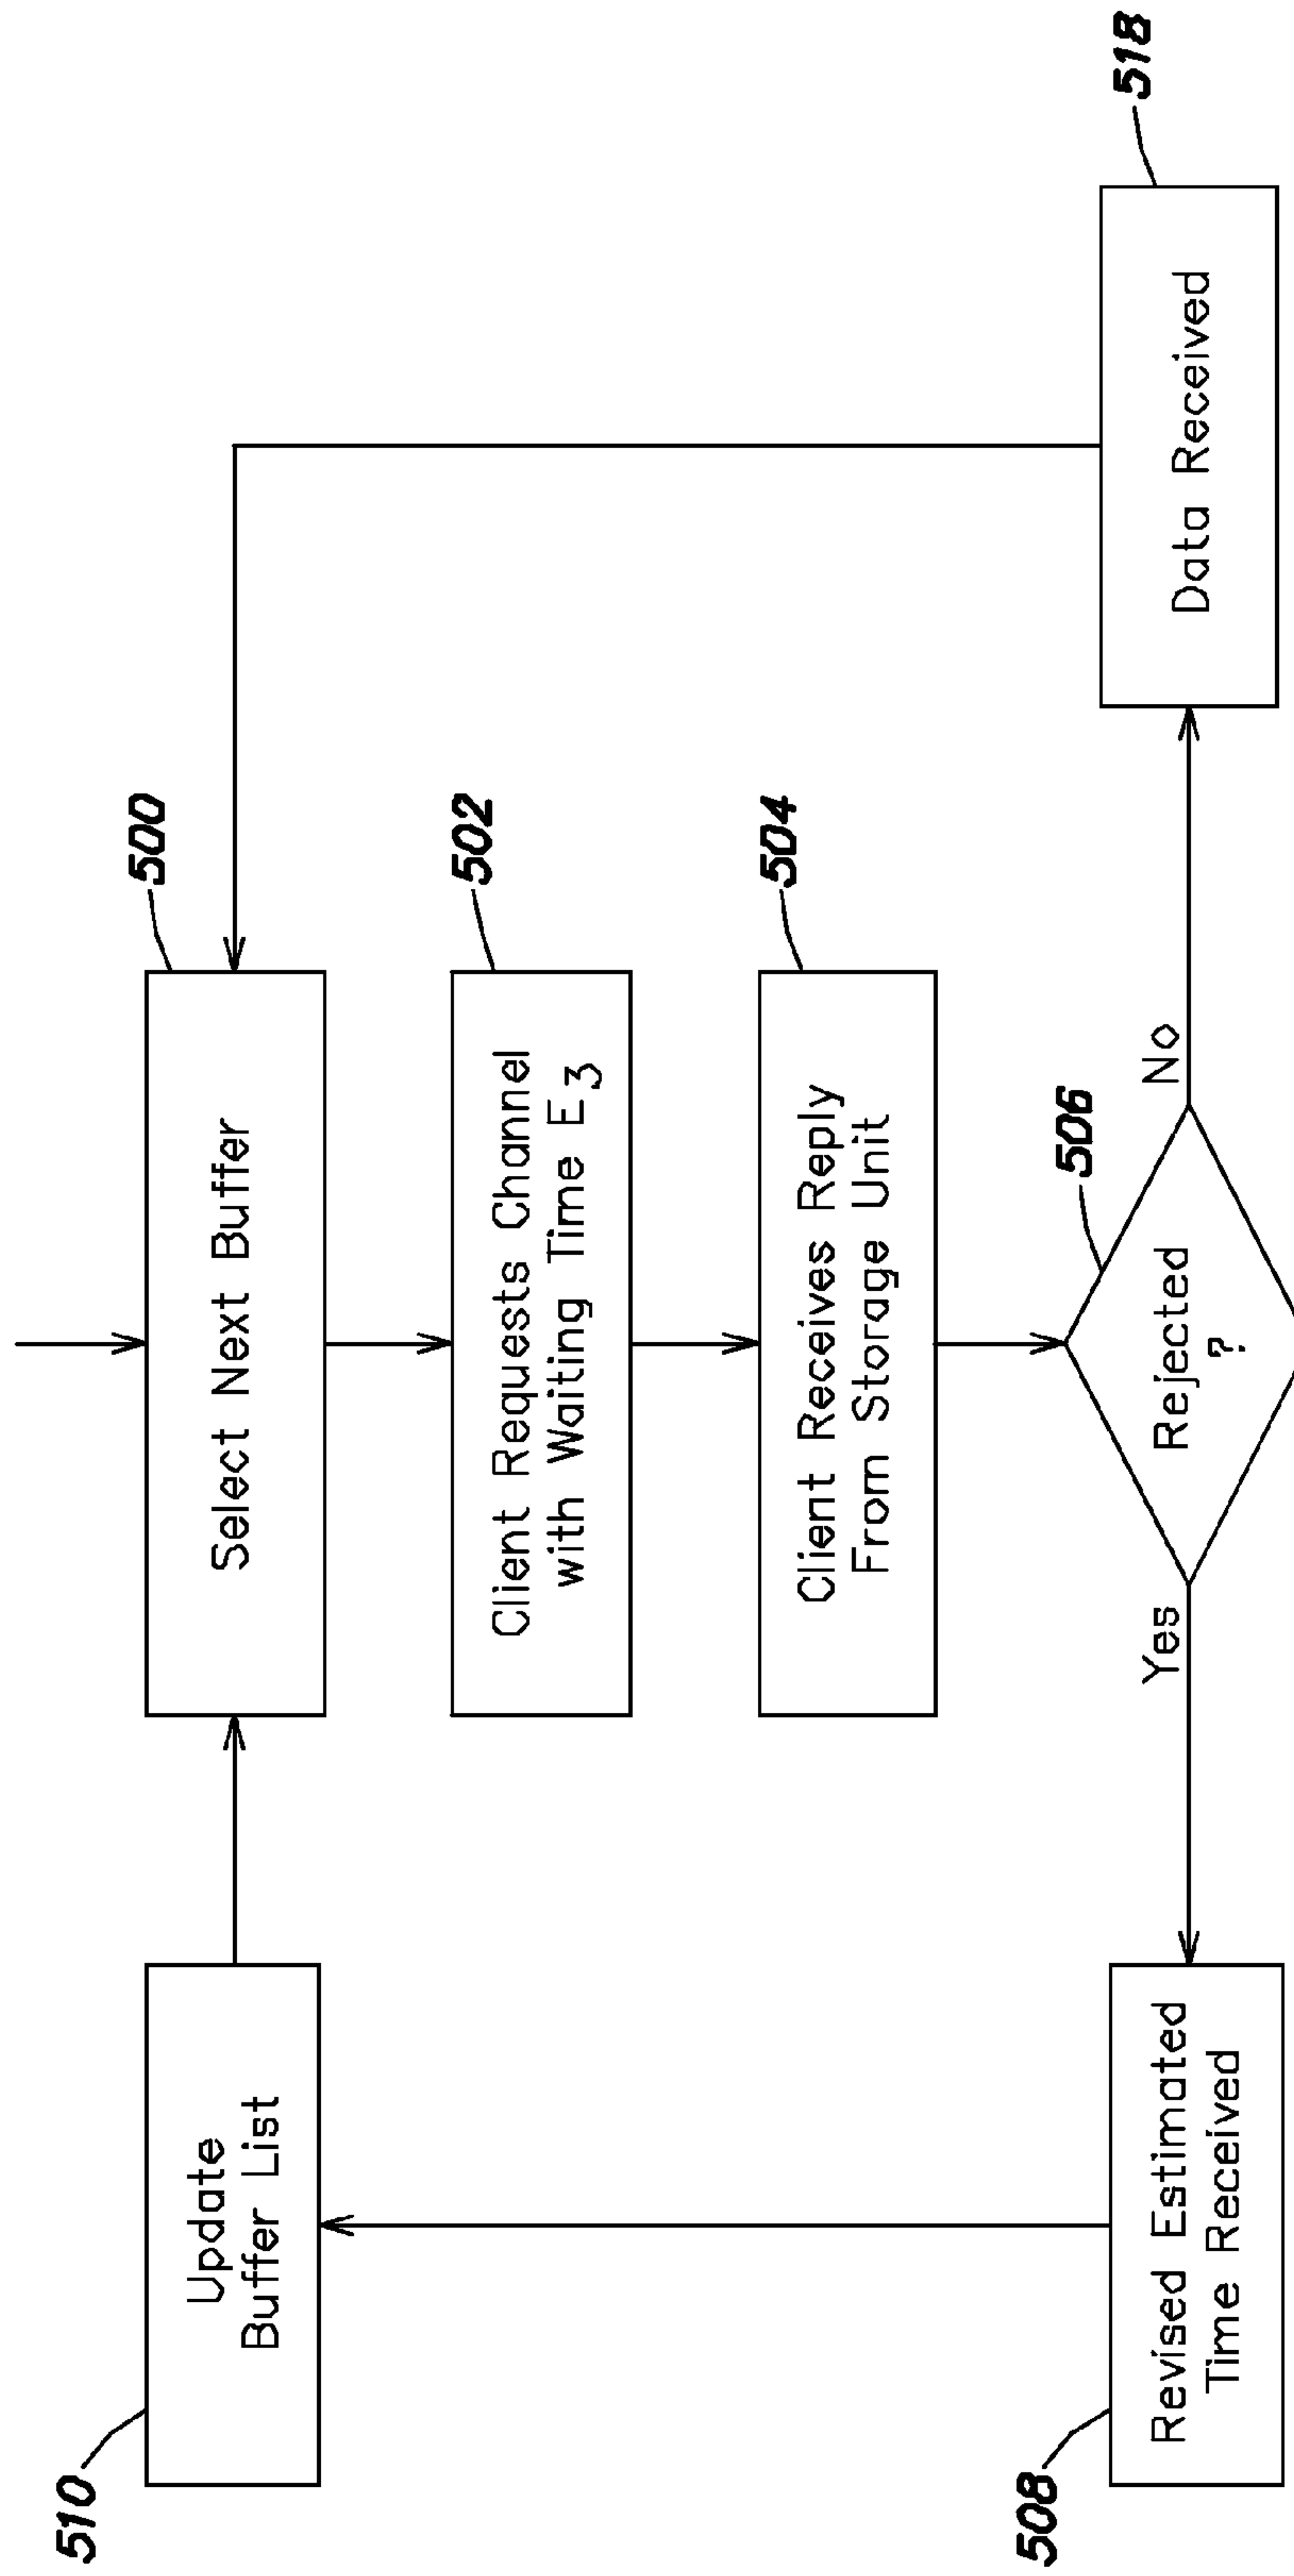 510
Update
Buffer List
500
Select Next Buffer
502
Client Requests Channel
with Waiting Time E3
504
Client Receives Reply
From Storage Unit
506
Rejected
?
Yes
No
508
Revised Estimated
Time Received
518
Data Received